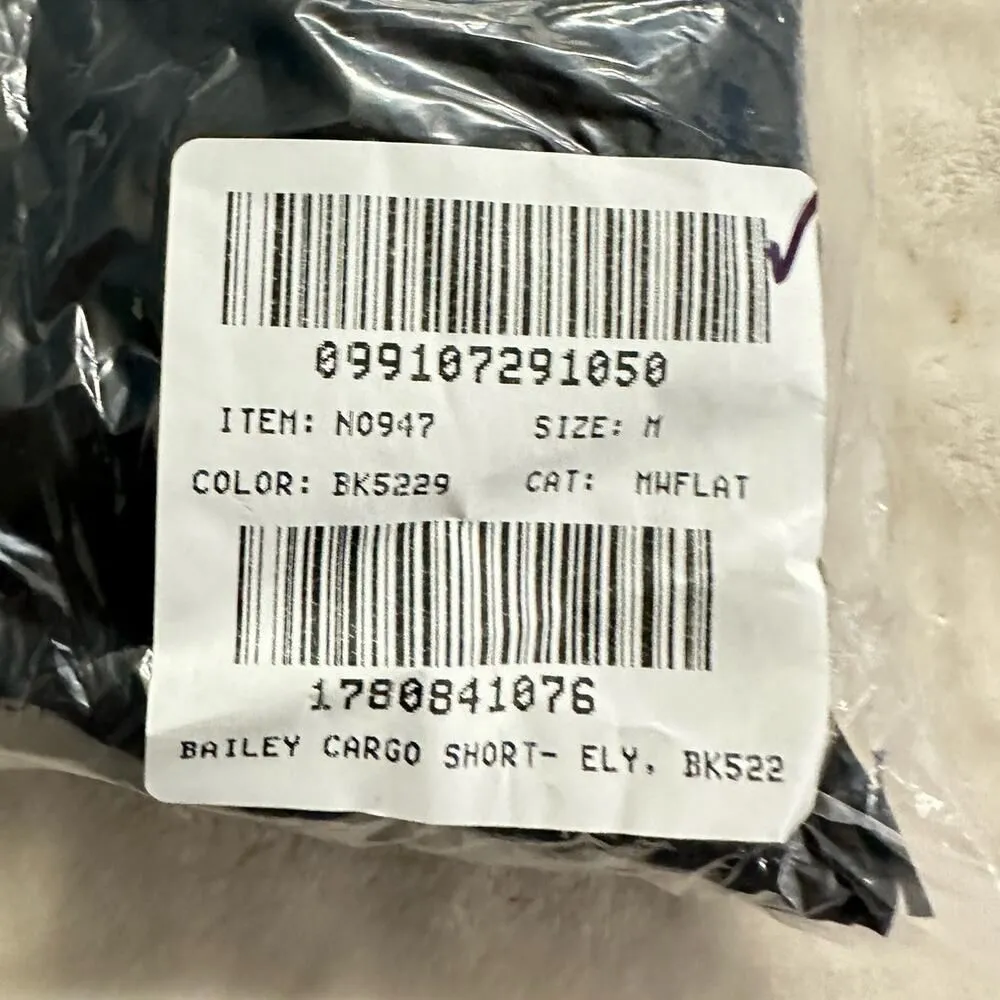 099107291050
ITEM: N0947 SIZE: M
COLOR: BK5229 CAT: MWFLAT
1780841076
BAILEY CARGO SHORT- ELY, BK522